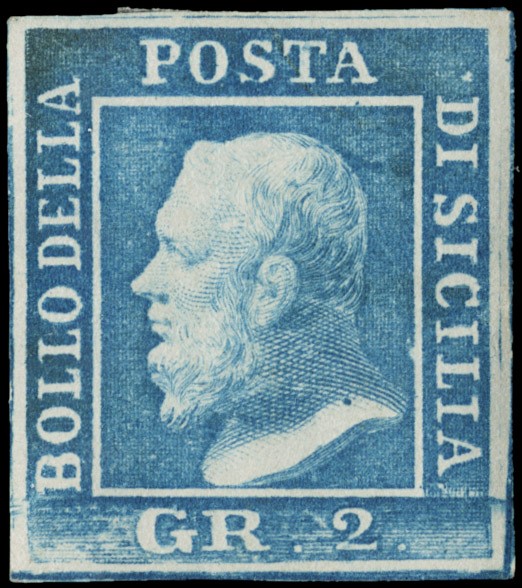 BOLLO DELLA
POSTA
DI SICILIA
GR. 2.